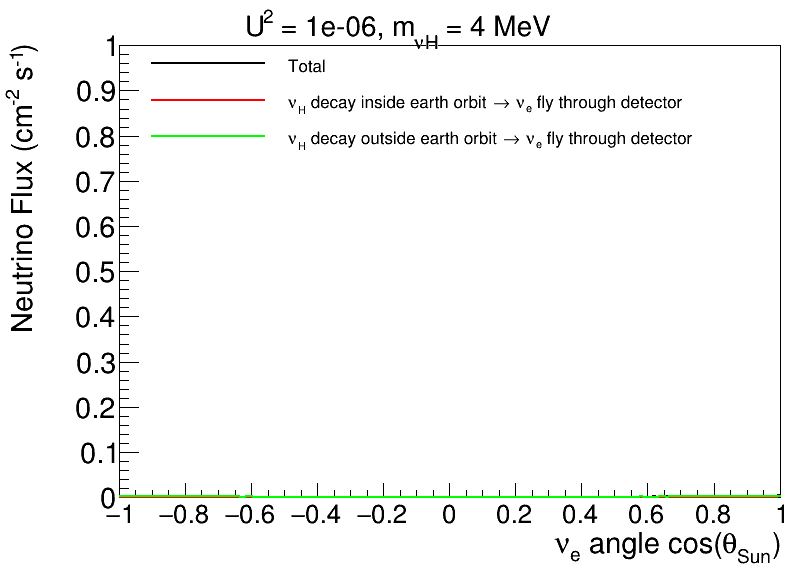 U² = 1e-06, m_νH = 4 MeV
Neutrino Flux (cm⁻² s⁻¹)
1
0.9
0.8
0.7
0.6
0.5
0.4
0.3
0.2
0.1
0
Total
ν_H decay inside earth orbit → ν_e fly through detector
ν_H decay outside earth orbit → ν_e fly through detector
−1 −0.8 −0.6 −0.4 −0.2 0 0.2 0.4 0.6 0.8 1
ν_e angle cos(θ_Sun)